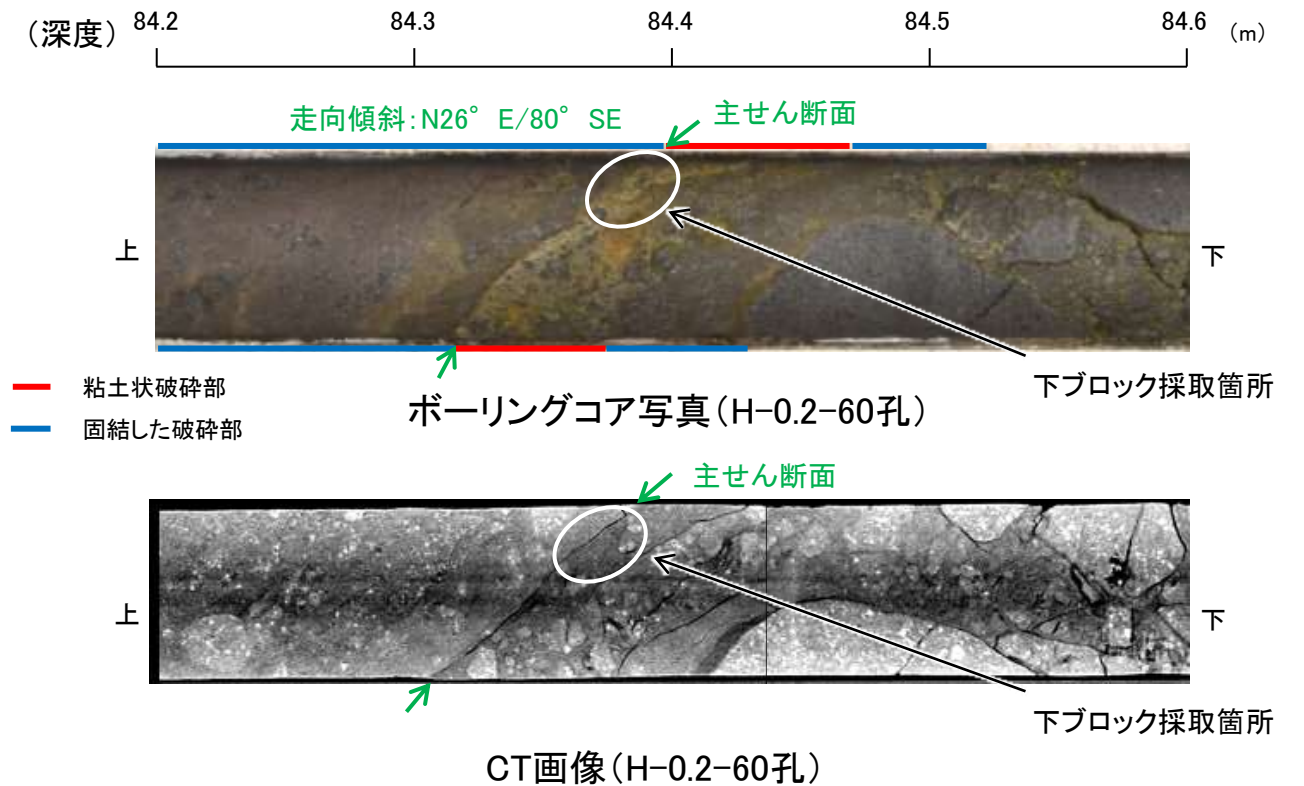 84.2 84.3 84.4 84.5 84.6
（深度） （m）
走向傾斜：N26°E/80°SE 主せん断面
上 下
粘土状破砕部
固結した破砕部
下ブロック採取箇所
ボーリングコア写真（H-0.2-60孔）
主せん断面
上 下
下ブロック採取箇所
CT画像（H-0.2-60孔）